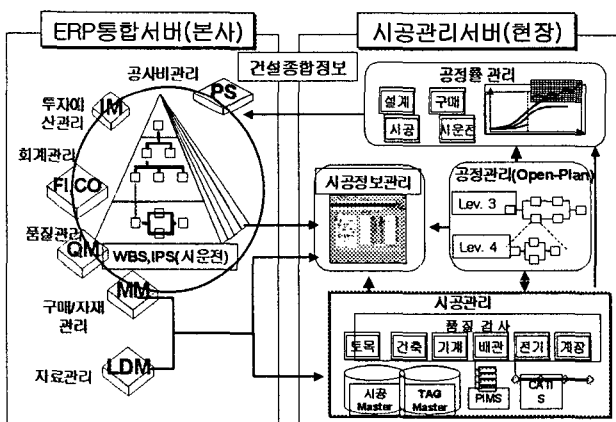 ERP통합서버(본사)
시공관리서버(현장)
건설종합정보
공사비관리
PS
IM
투자예
산관리
회계관리
FI.CO
품질관리
QM
WBS,IPS(시운전)
MM
구매/자재
관리
LDM
자료관리
공정률 관리
설계
구매
시공
시운전
시공정보관리
공정관리(Open-Plan)
Lev. 3
Lev. 4
시공관리
품 질 검 사
토목
건축
기계
배관
전기
계장
시공
Master
TAG
Master
PIMS
CATI
S